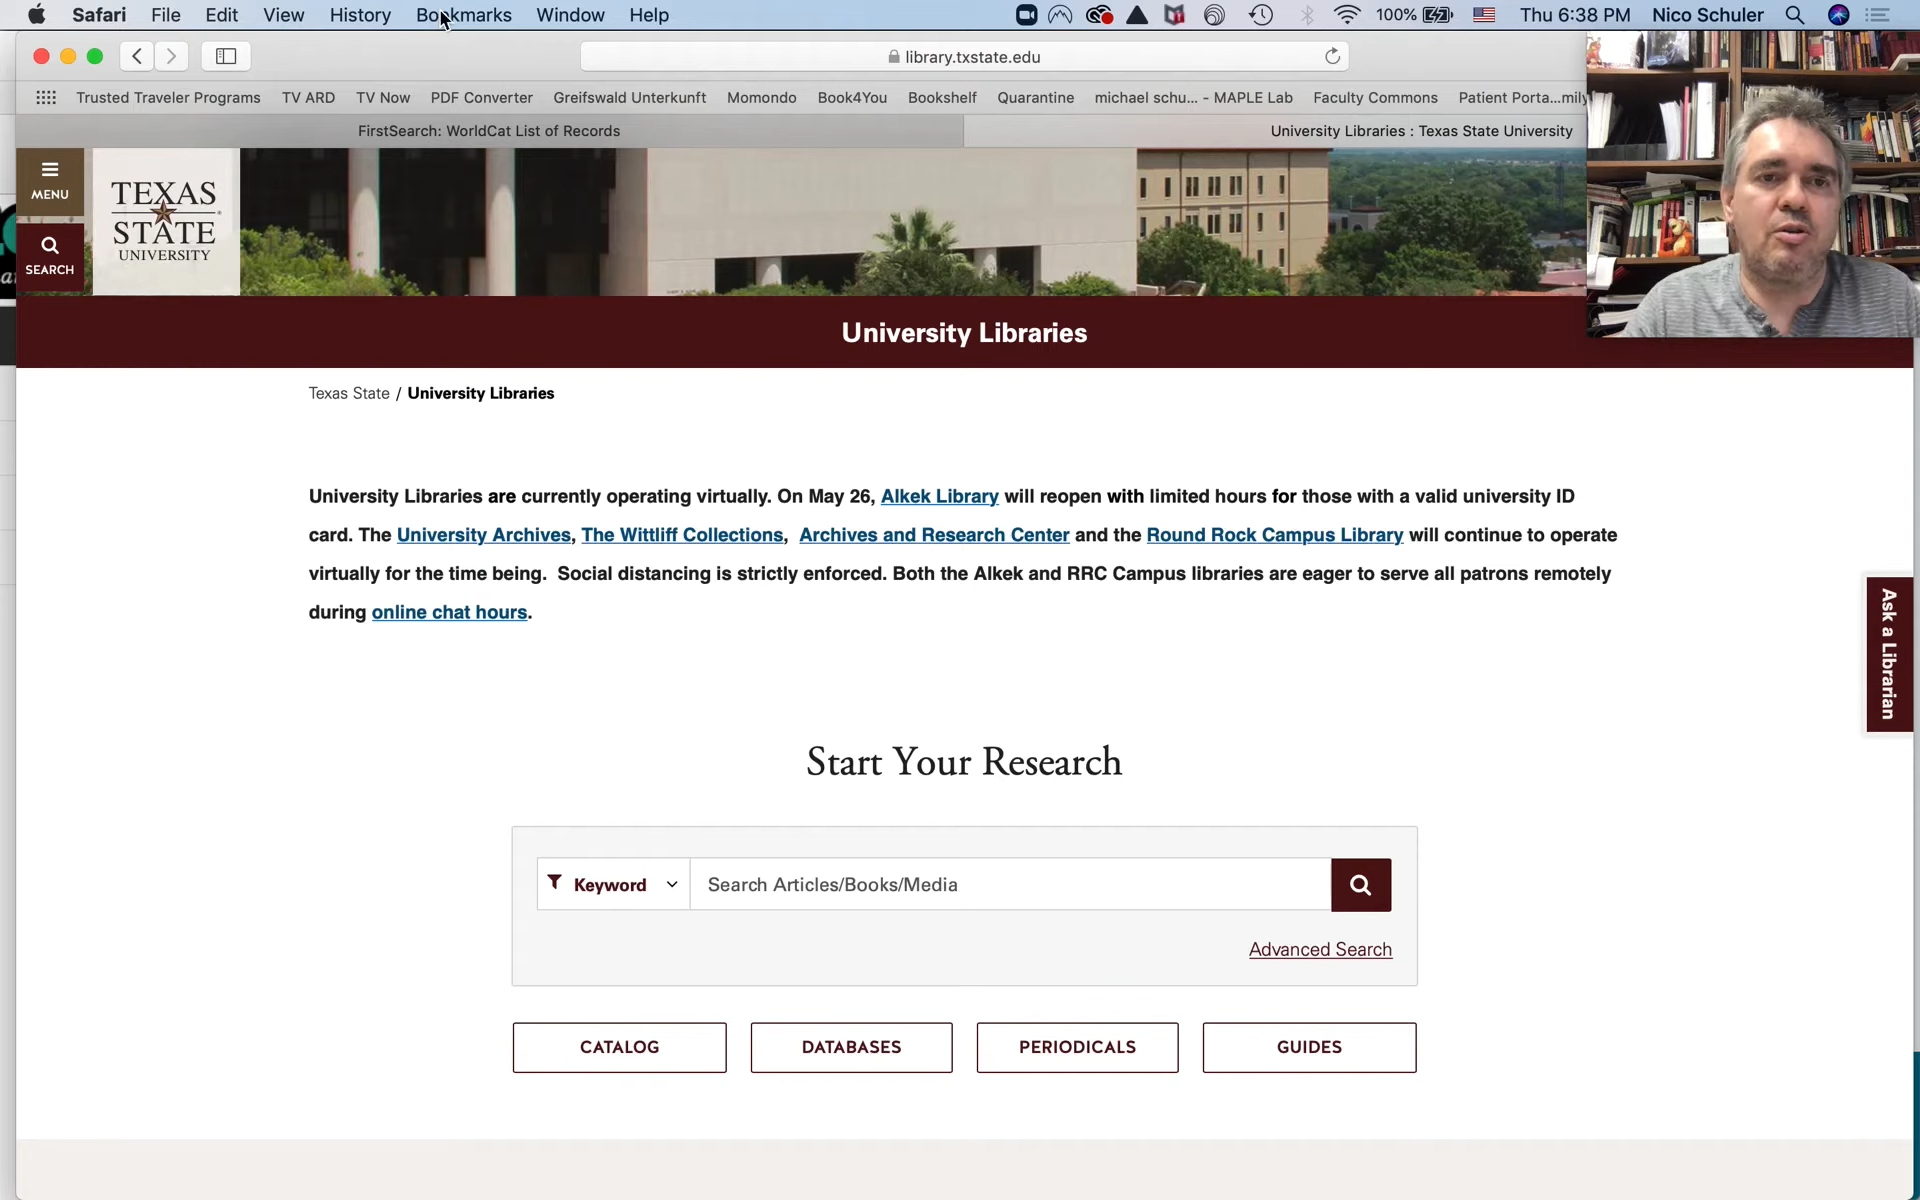 Safari File Edit View History Bookmarks Window Help 100% Thu 6:38 PM Nico Schuler
library.txstate.edu
Trusted Traveler Programs TV ARD TV Now PDF Converter Greifswald Unterkunft Momondo Book4You Bookshelf Quarantine michael schu... - MAPLE Lab Faculty Commons Patient Porta...mily
FirstSearch: WorldCat List of Records University Libraries : Texas State University
MENU
SEARCH
TEXAS
STATE
UNIVERSITY
University Libraries
Texas State / University Libraries
University Libraries are currently operating virtually. On May 26, Alkek Library will reopen with limited hours for those with a valid university ID
card. The University Archives, The Wittliff Collections, Archives and Research Center and the Round Rock Campus Library will continue to operate
virtually for the time being. Social distancing is strictly enforced. Both the Alkek and RRC Campus libraries are eager to serve all patrons remotely
during online chat hours.
Ask a Librarian
Start Your Research
Keyword Search Articles/Books/Media
Advanced Search
CATALOG DATABASES PERIODICALS GUIDES